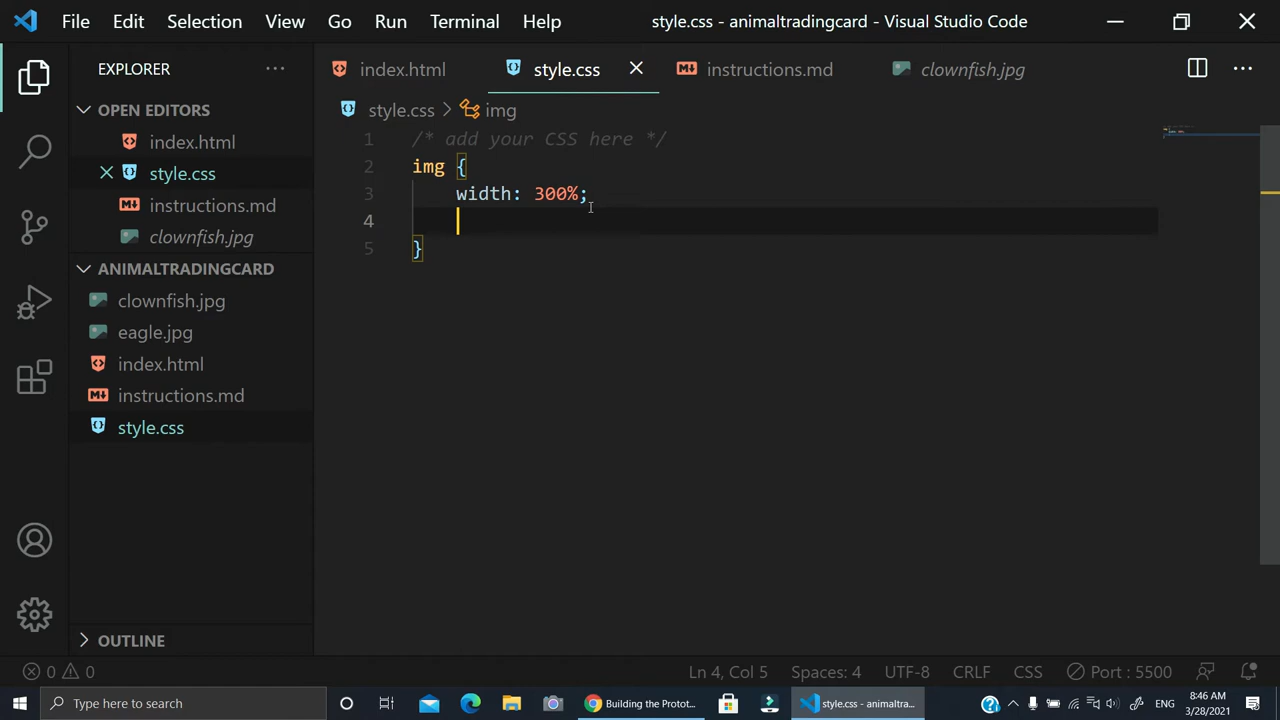 File Edit Selection View Go Run Terminal Help style.css - animaltradingcard - Visual Studio Code
EXPLORER
index.html style.css instructions.md clownfish.jpg
OPEN EDITORS
index.html
style.css
instructions.md
clownfish.jpg
ANIMALTRADINGCARD
clownfish.jpg
eagle.jpg
index.html
instructions.md
style.css
OUTLINE
style.css > img
1 /* add your CSS here */
2 img {
3 width: 300%;
4
5 }
0 0 Ln 4, Col 5 Spaces: 4 UTF-8 CRLF CSS Port : 5500
Type here to search Building the Protot... style.css - animaltra... ENG 8:46 AM
3/28/2021